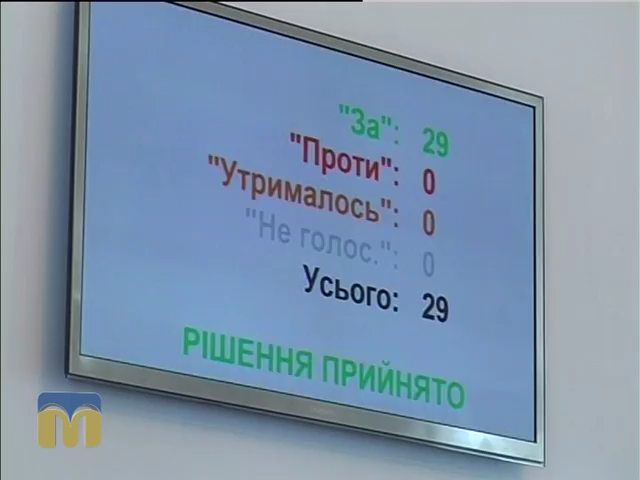 "За": 29
"Проти": 0
"Утрималось": 0
"Не голос.": 0
Усього: 29
РІШЕННЯ ПРИЙНЯТО